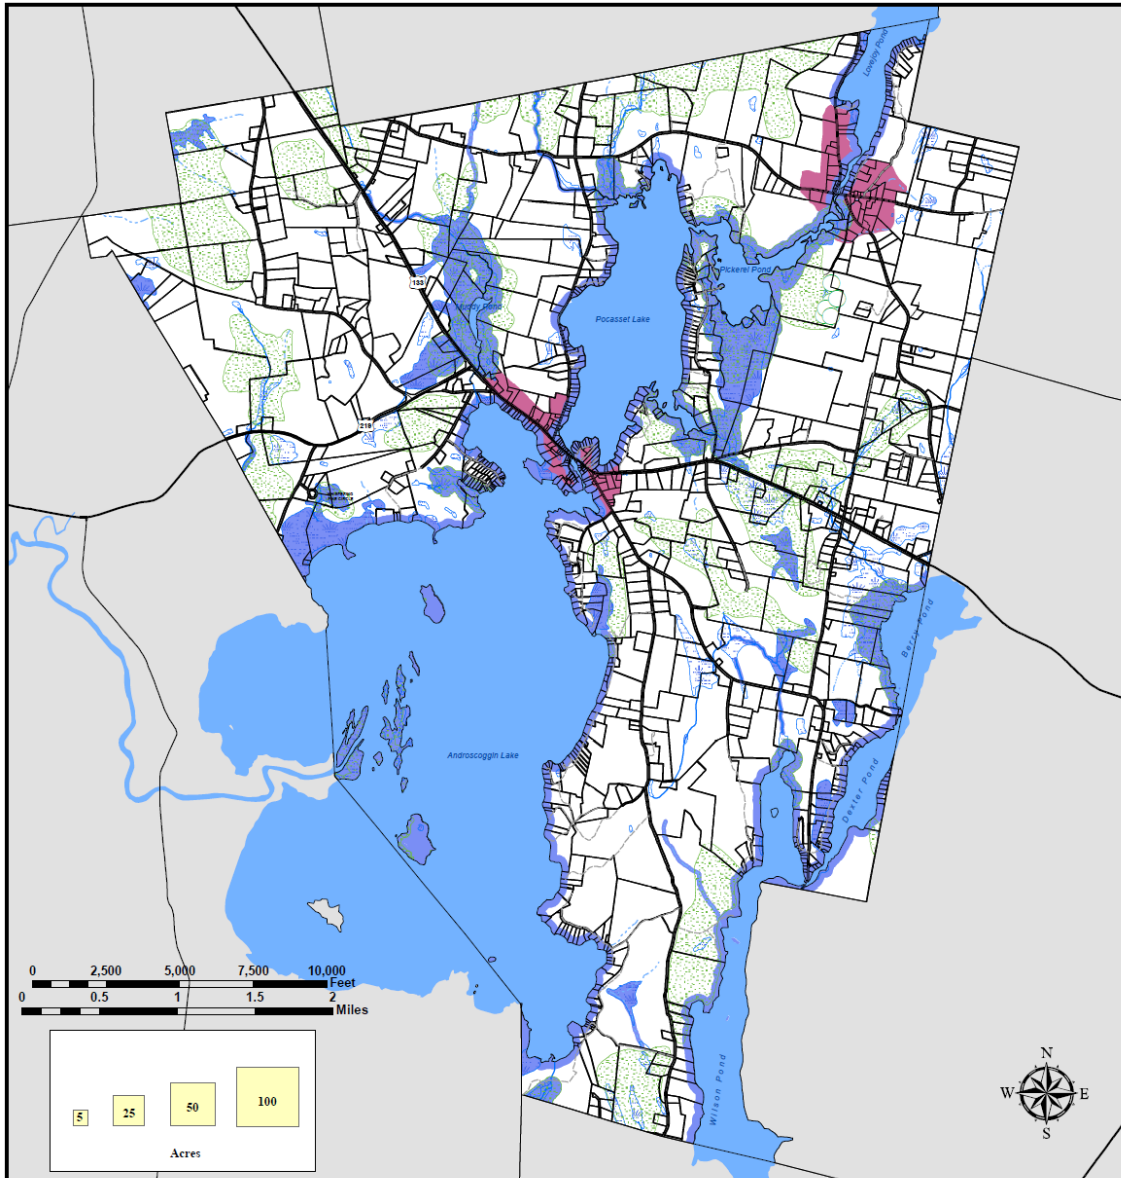 Lovejoy Pond
133
Pickerel Pond
Muddy Pond
Pocasset Lake
219
Berry Pond
Androscoggin Lake
Dexter Pond
0 2,500 5,000 7,500 10,000
Feet
0 0.5 1 1.5 2
Miles
5 25 50 100
Acres
Wilson Pond
N
W E
S